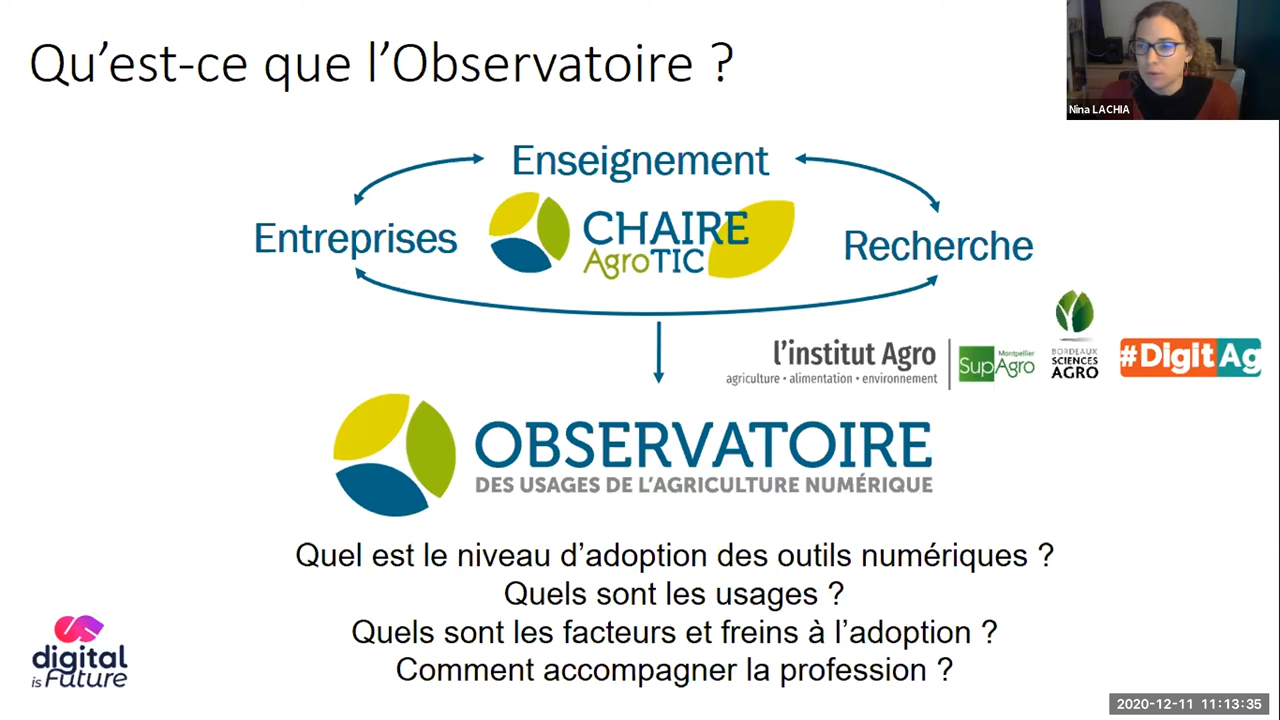 Qu’est-ce que l’Observatoire ?
Nina LACHIA
Enseignement
Entreprises
CHAIRE
AgroTIC
Recherche
l’institut Agro
agriculture • alimentation • environnement
Montpellier
SupAgro
BORDEAUX
SCIENCES
AGRO
#DigitAg
OBSERVATOIRE
DES USAGES DE L’AGRICULTURE NUMÉRIQUE
Quel est le niveau d’adoption des outils numériques ?
Quels sont les usages ?
Quels sont les facteurs et freins à l’adoption ?
Comment accompagner la profession ?
digital
is Future
2020-12-11 11:13:35